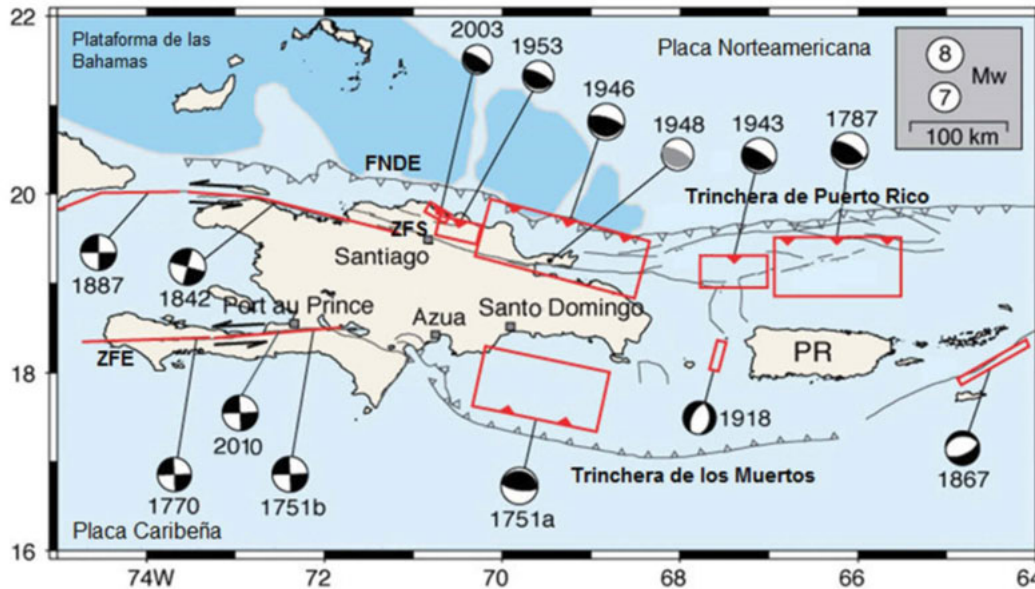 22
20
18
16
74W
72
70
68
66
64
Plataforma de las
Bahamas
2003
1953
1946
1948
1943
1787
Placa Norteamericana
8
7
Mw
100 km
FNDE
Trinchera de Puerto Rico
ZFS
Santiago
1887
1842
Port au Prince
Azua
Santo Domingo
PR
ZFE
1918
2010
1867
1770
1751b
1751a
Trinchera de los Muertos
Placa Caribeña